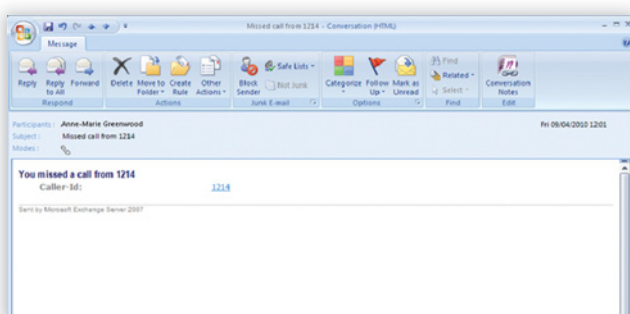 Missed call from 1214 - Conversation (HTML)
Message
Reply Reply to All Forward
Respond
Delete Move to Folder Create Rule Other Actions
Actions
Block Sender Safe Lists Not Junk
Junk E-mail
Categorize Follow Up Mark as Unread
Options
Find Related Select
Find
Conversation Notes
Edit
Participants : Anne-Marie Greenwood Fri 09/04/2010 12:01
Subject : Missed call from 1214
Modes :
You missed a call from 1214
Caller-Id: 1214
Sent by Microsoft Exchange Server 2007